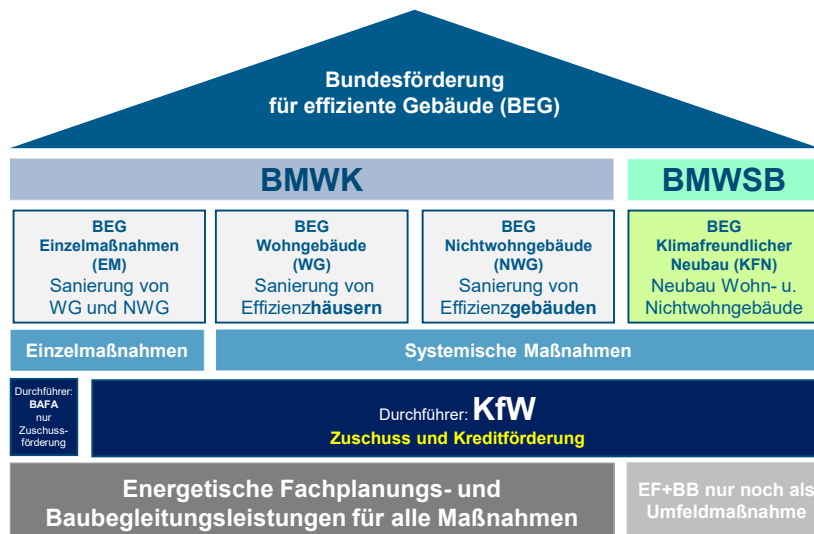 Bundesförderung
für effiziente Gebäude (BEG)
BMWK
BMWSB
BEG
Einzelmaßnahmen
(EM)
Sanierung von
WG und NWG
BEG
Wohngebäude
(WG)
Sanierung von
Effizienzhäusern
BEG
Nichtwohngebäude
(NWG)
Sanierung von
Effizienzgebäuden
BEG
Klimafreundlicher
Neubau (KFN)
Neubau Wohn- u.
Nichtwohngebäude
Einzelmaßnahmen
Systemische Maßnahmen
Durchführer:
BAFA
nur
Zuschuss-
förderung
Durchführer: KfW
Zuschuss und Kreditförderung
Energetische Fachplanungs- und
Baubegleitungsleistungen für alle Maßnahmen
EF+BB nur noch als
Umfeldmaßnahme